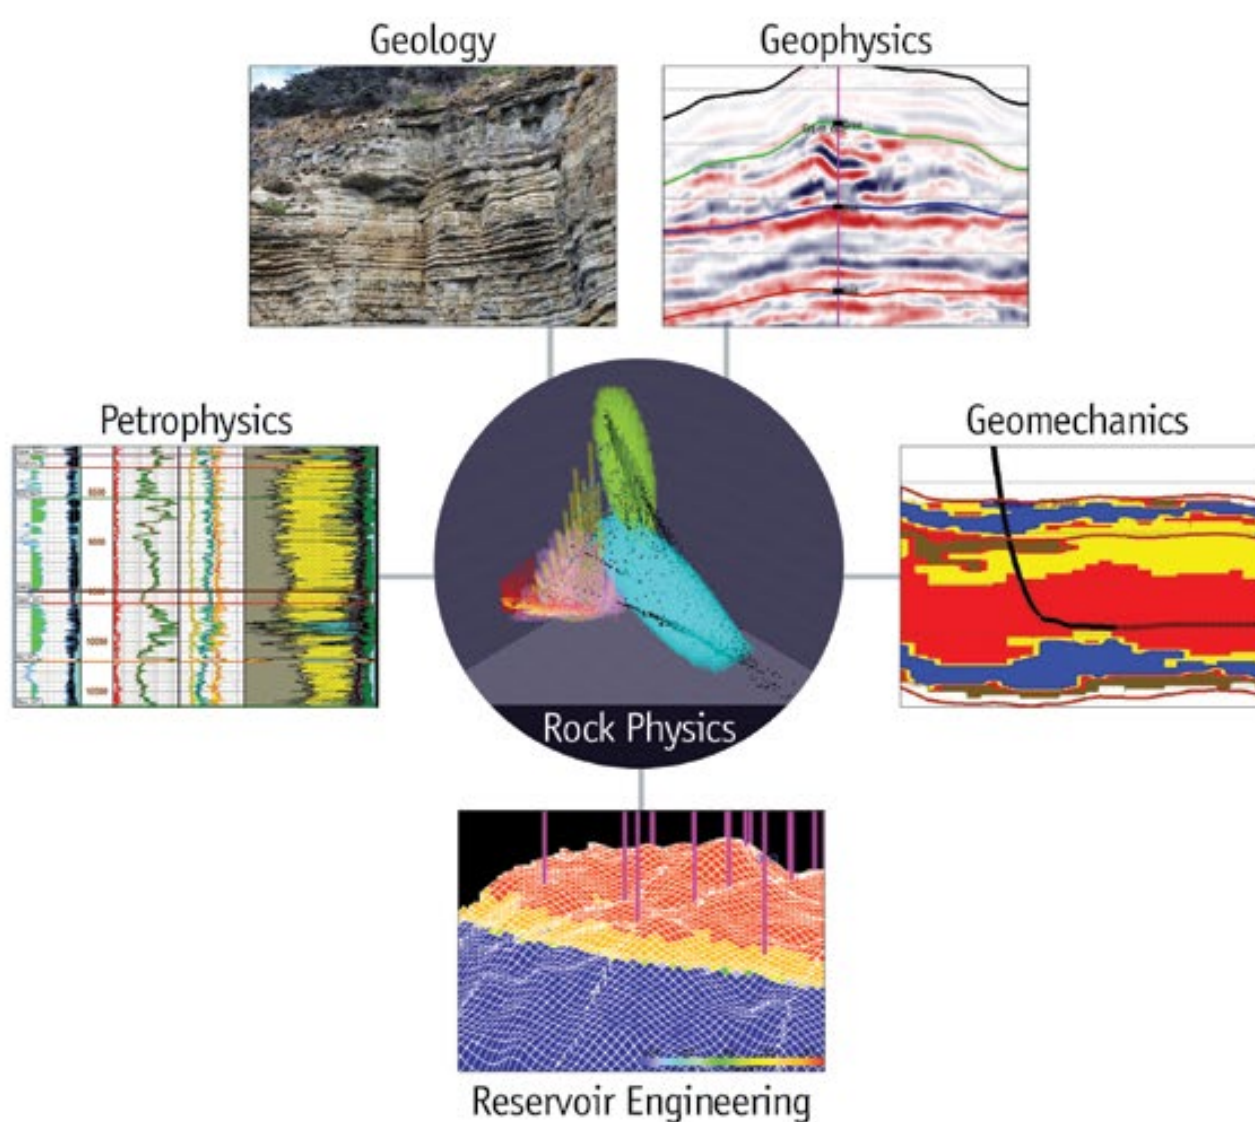 Geology
Geophysics
Petrophysics
Geomechanics
Rock Physics
Reservoir Engineering